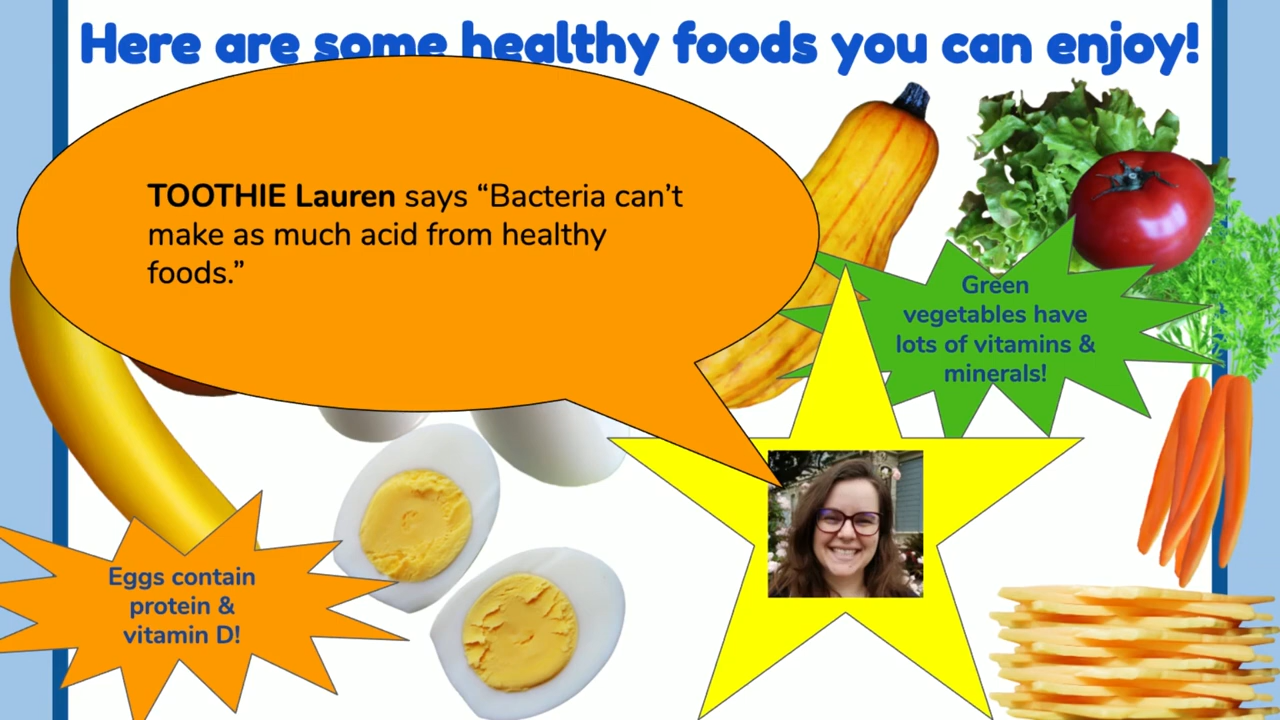 Here are some healthy foods you can enjoy!
TOOTHIE Lauren says “Bacteria can’t
make as much acid from healthy
foods.”
Green
vegetables have
lots of vitamins &
minerals!
Eggs contain
protein &
vitamin D!